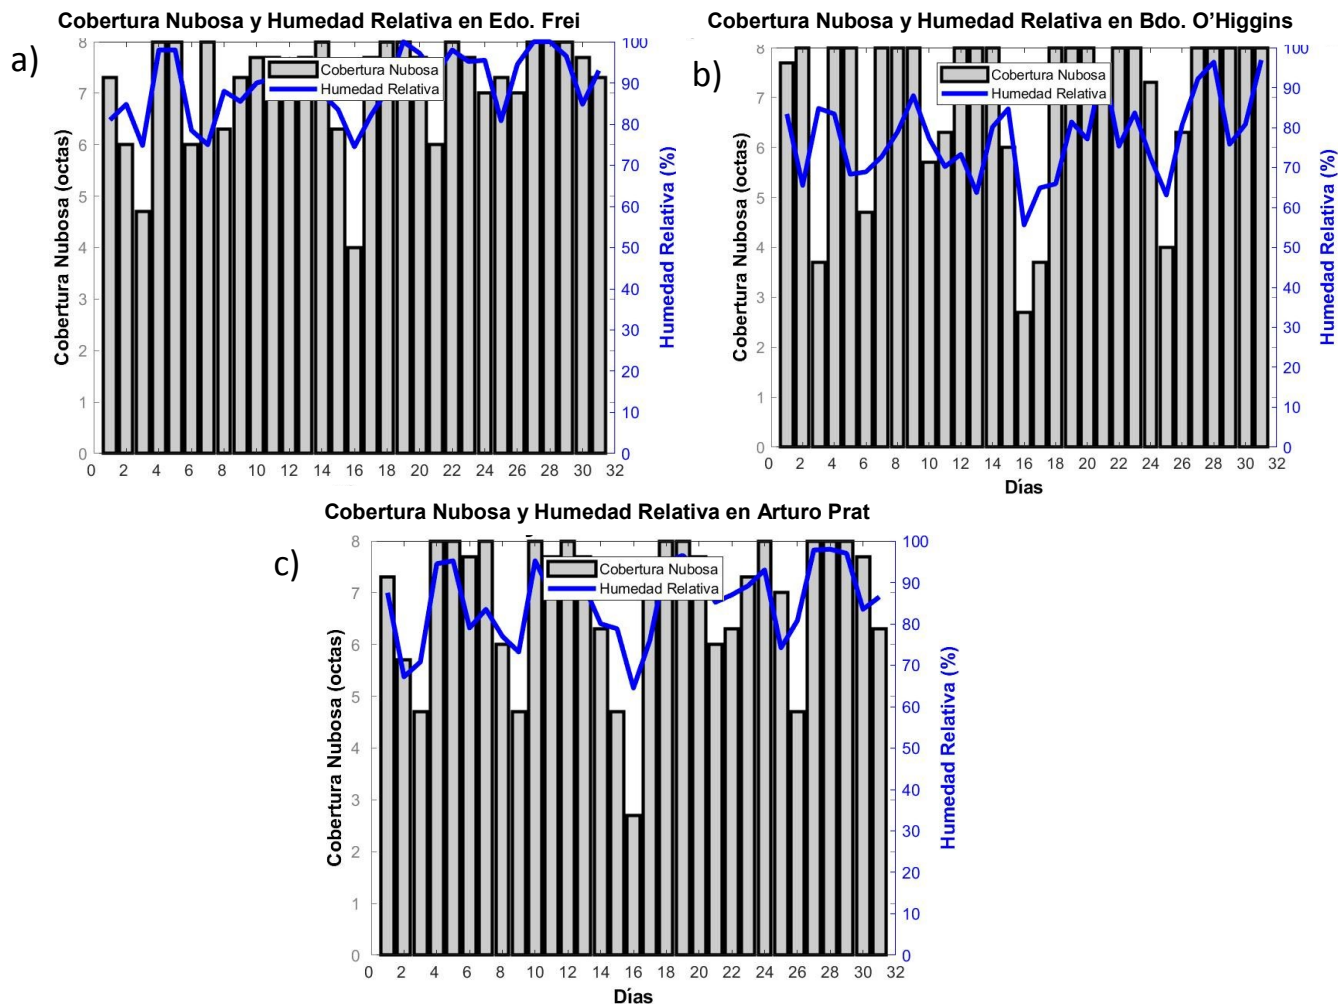 a)
Cobertura Nubosa y Humedad Relativa en Edo. Frei
Cobertura Nubosa (octas)
8
7
6
5
4
3
2
1
0
Cobertura Nubosa
Humedad Relativa
100
90
80
70
60
50
40
30
20
10
0
Humedad Relativa (%)
0 2 4 6 8 10 12 14 16 18 20 22 24 26 28 30 32
b)
Cobertura Nubosa y Humedad Relativa en Bdo. O’Higgins
Cobertura Nubosa (octas)
8
7
6
5
4
3
2
1
0
Cobertura Nubosa
Humedad Relativa
100
90
80
70
60
50
40
30
20
10
0
Humedad Relativa (%)
0 2 4 6 8 10 12 14 16 18 20 22 24 26 28 30 32
Días
c)
Cobertura Nubosa y Humedad Relativa en Arturo Prat
Cobertura Nubosa (octas)
8
7
6
5
4
3
2
1
0
Cobertura Nubosa
Humedad Relativa
100
90
80
70
60
50
40
30
20
10
0
Humedad Relativa (%)
0 2 4 6 8 10 12 14 16 18 20 22 24 26 28 30 32
Días